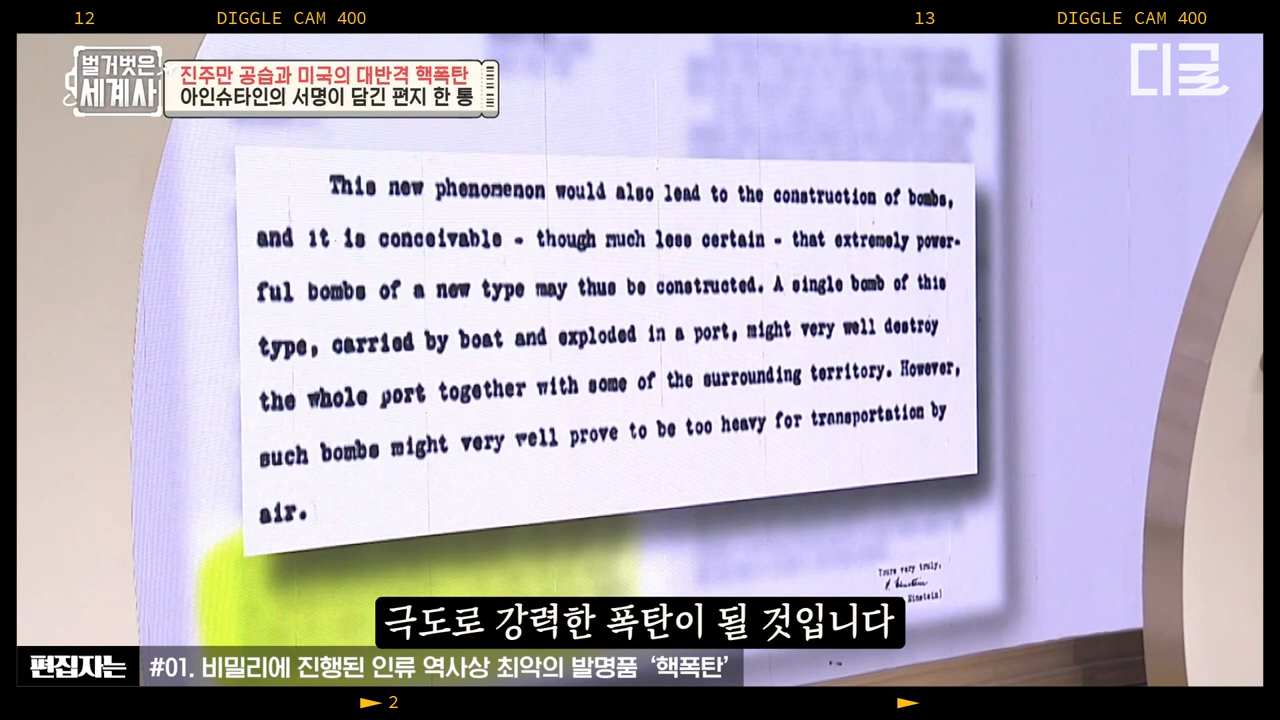 12 DIGGLE CAM 400 13 DIGGLE CAM 400
벌거벗은
세계사
진주만 공습과 미국의 대반격 핵폭탄
아인슈타인의 서명이 담긴 편지 한 통
디글
This new phenomenon would also lead to the construction of bombs,
and it is conceivable - though much less certain - that extremely power-
ful bombs of a new type may thus be constructed. A single bomb of this
type, carried by boat and exploded in a port, might very well destroy
the whole port together with some of the surrounding territory. However,
such bombs might very well prove to be too heavy for transportation by
air.
Yours very truly,
Einstein)
극도로 강력한 폭탄이 될 것입니다
편집자는
#01. 비밀리에 진행된 인류 역사상 최악의 발명품 ‘핵폭탄’
2